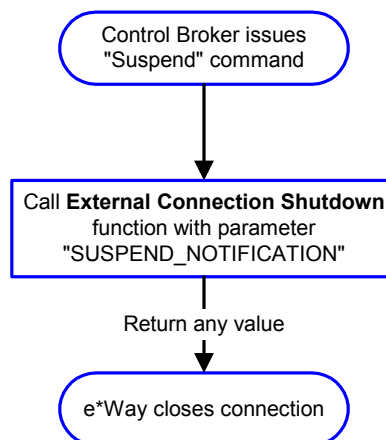 Control Broker issues
"Suspend" command
Call External Connection Shutdown
function with parameter
"SUSPEND_NOTIFICATION"
Return any value
e*Way closes connection